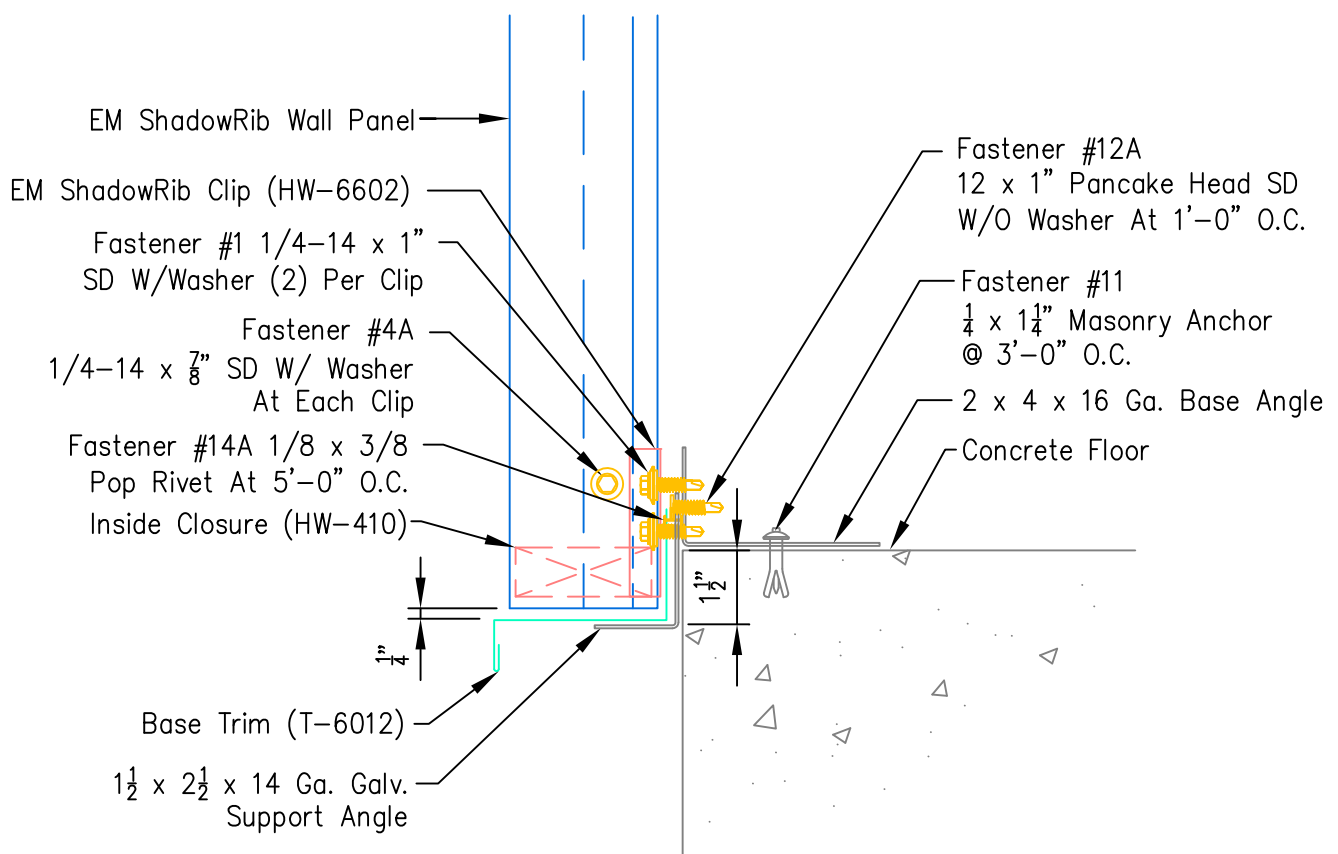 EM ShadowRib Wall Panel
EM ShadowRib Clip (HW-6602)
Fastener #1 1/4-14 x 1"
SD W/Washer (2) Per Clip
Fastener #4A
1/4-14 x 7/8" SD W/ Washer
At Each Clip
Fastener #14A 1/8 x 3/8
Pop Rivet At 5'-0" O.C.
Inside Closure (HW-410)
1/4"
Base Trim (T-6012)
1 1/2 x 2 1/2 x 14 Ga. Galv.
Support Angle
1 1/2"
Fastener #12A
12 x 1" Pancake Head SD
W/O Washer At 1'-0" O.C.
Fastener #11
1/4 x 1 1/4" Masonry Anchor
@ 3'-0" O.C.
2 x 4 x 16 Ga. Base Angle
Concrete Floor